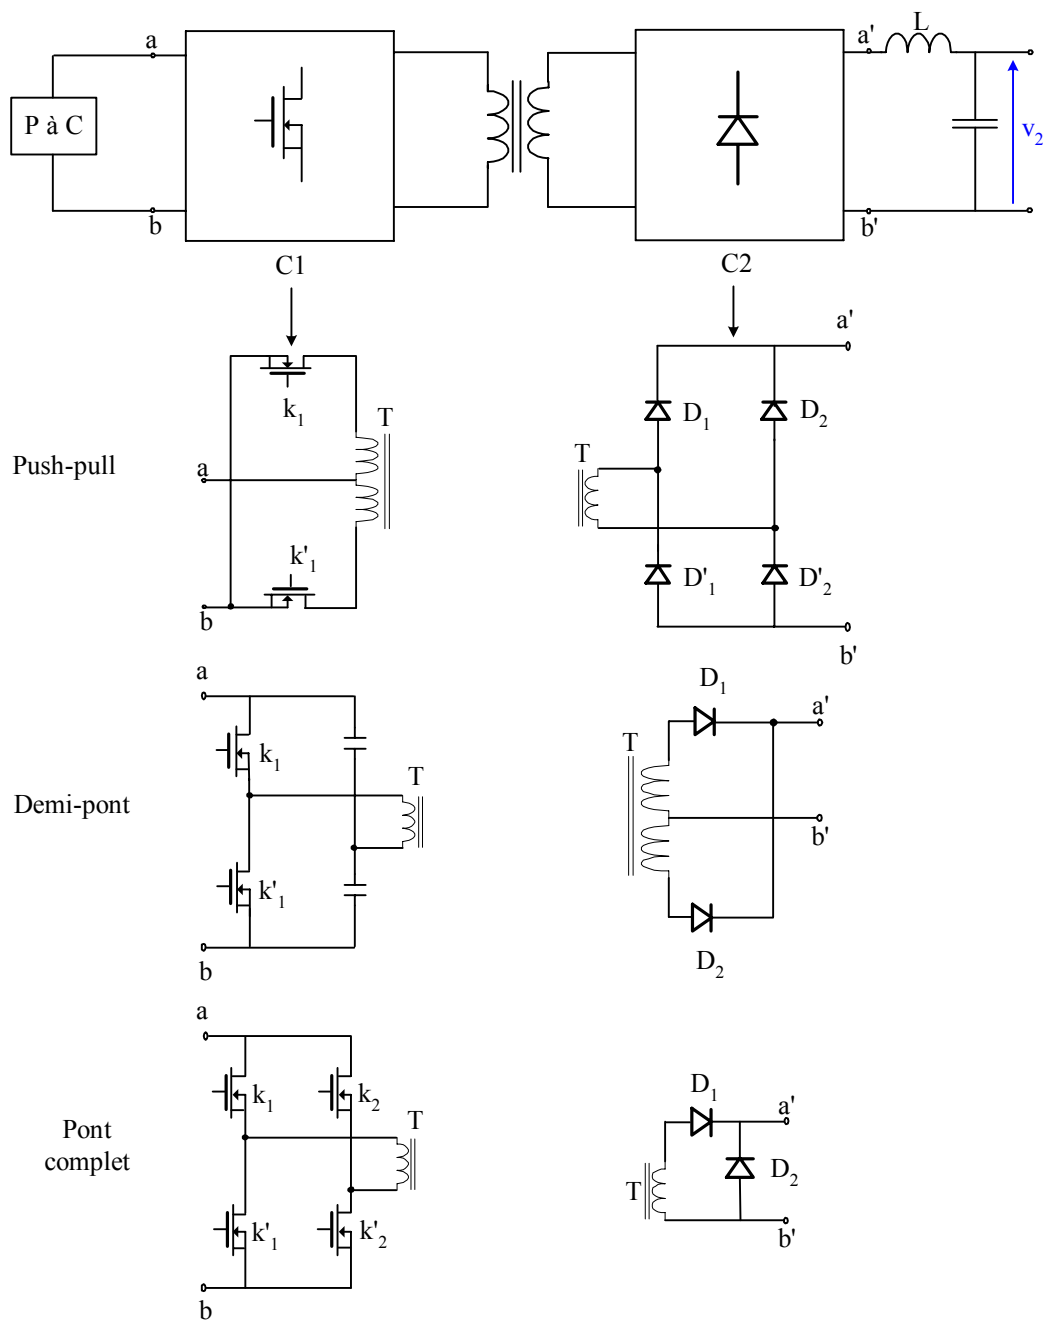 a
a'
L
P à C
v2
b
b'
C1
C2
a'
k1
T
D1
D2
Push-pull
a
T
k'1
D'1
D'2
b
b'
a
D1
a'
k1
T
T
Demi-pont
b'
k'1
b
D2
a
k1
k2
D1
a'
T
Pont
complet
D2
T
k'1
k'2
b'
b